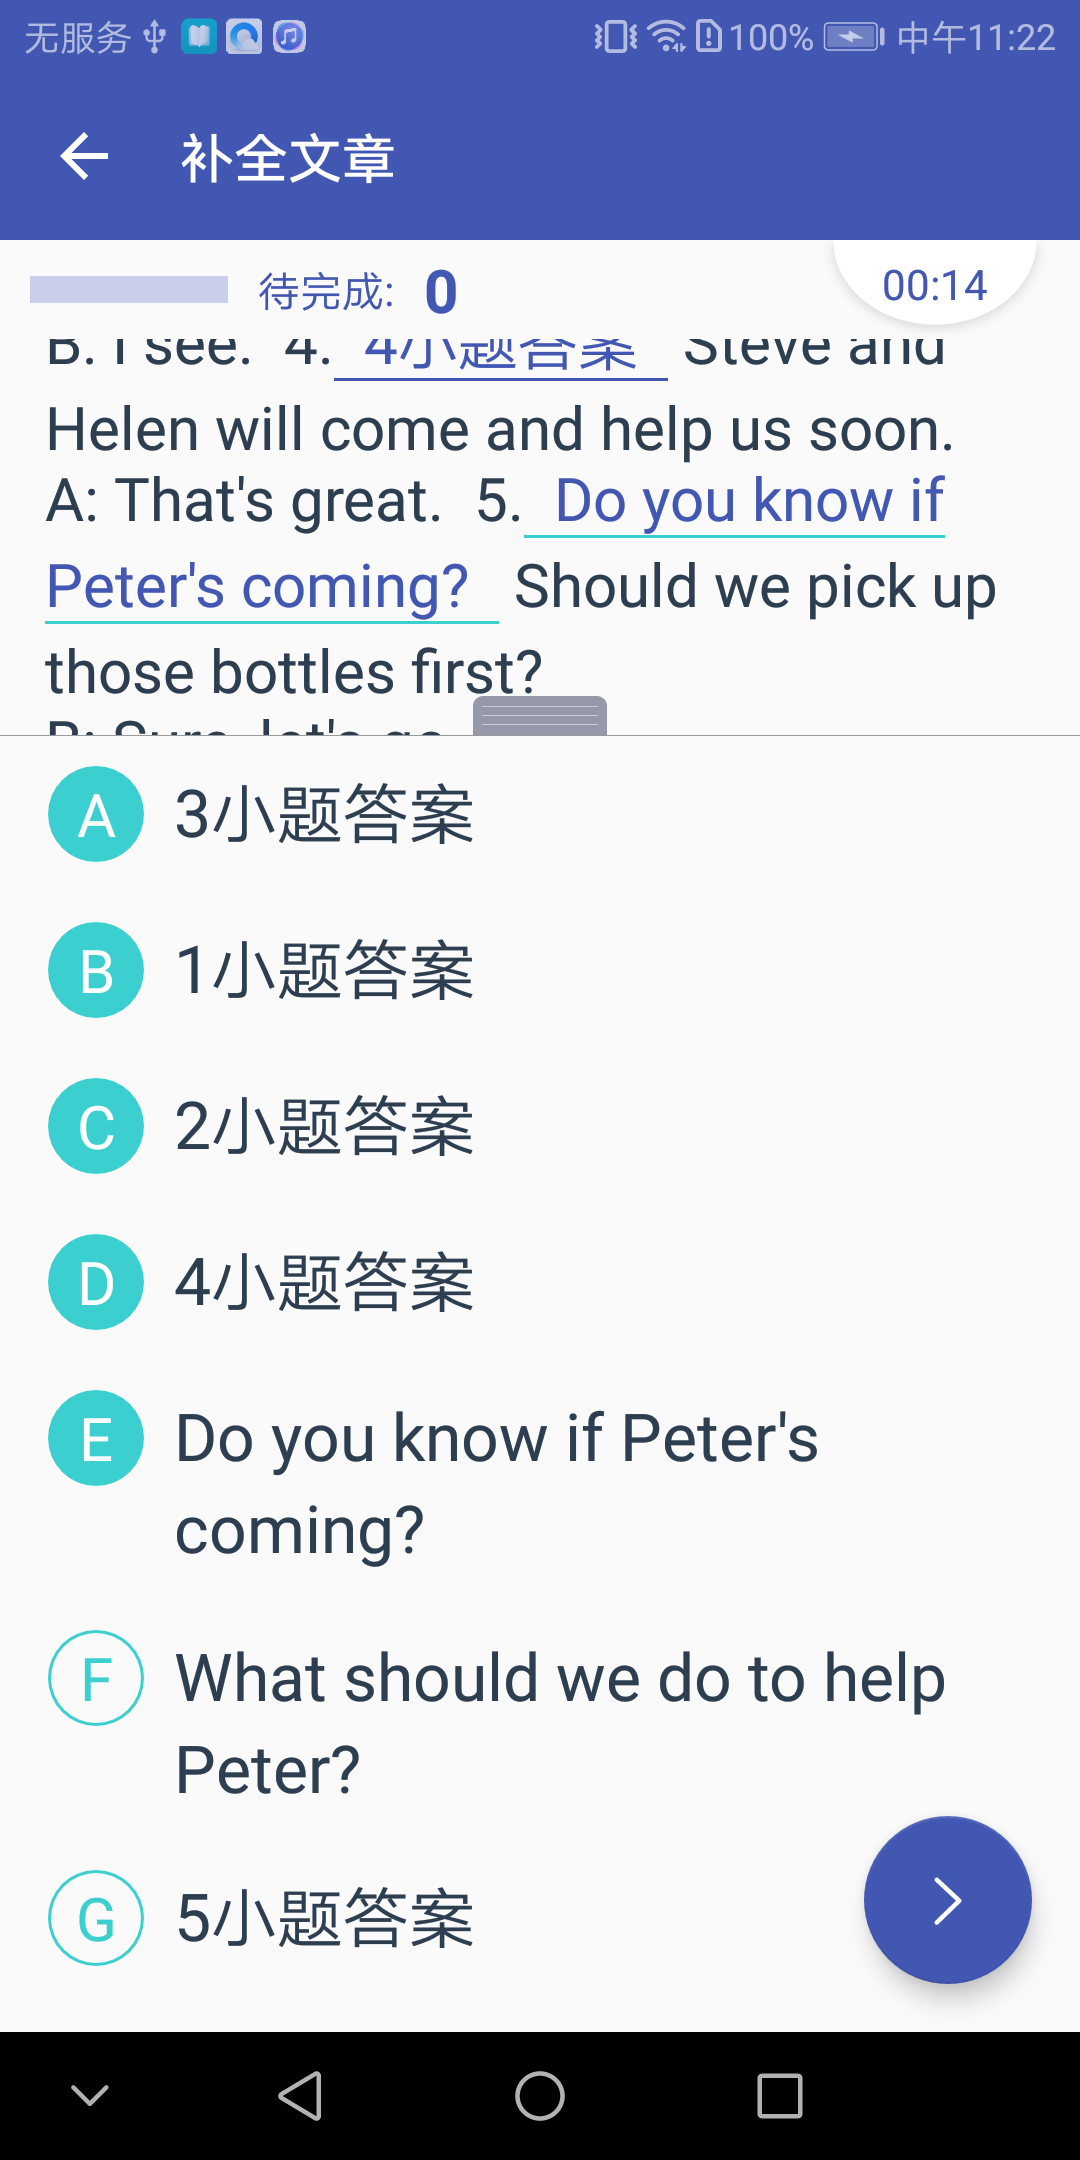 无服务 100% 中午11:22
补全文章
待完成: 0 00:14
B: I see. 4. 4小题答案 Steve and
Helen will come and help us soon.
A: That's great. 5. Do you know if
Peter's coming? Should we pick up
those bottles first?
B: Sure, let's go
A 3小题答案
B 1小题答案
C 2小题答案
D 4小题答案
E Do you know if Peter's
coming?
F What should we do to help
Peter?
G 5小题答案